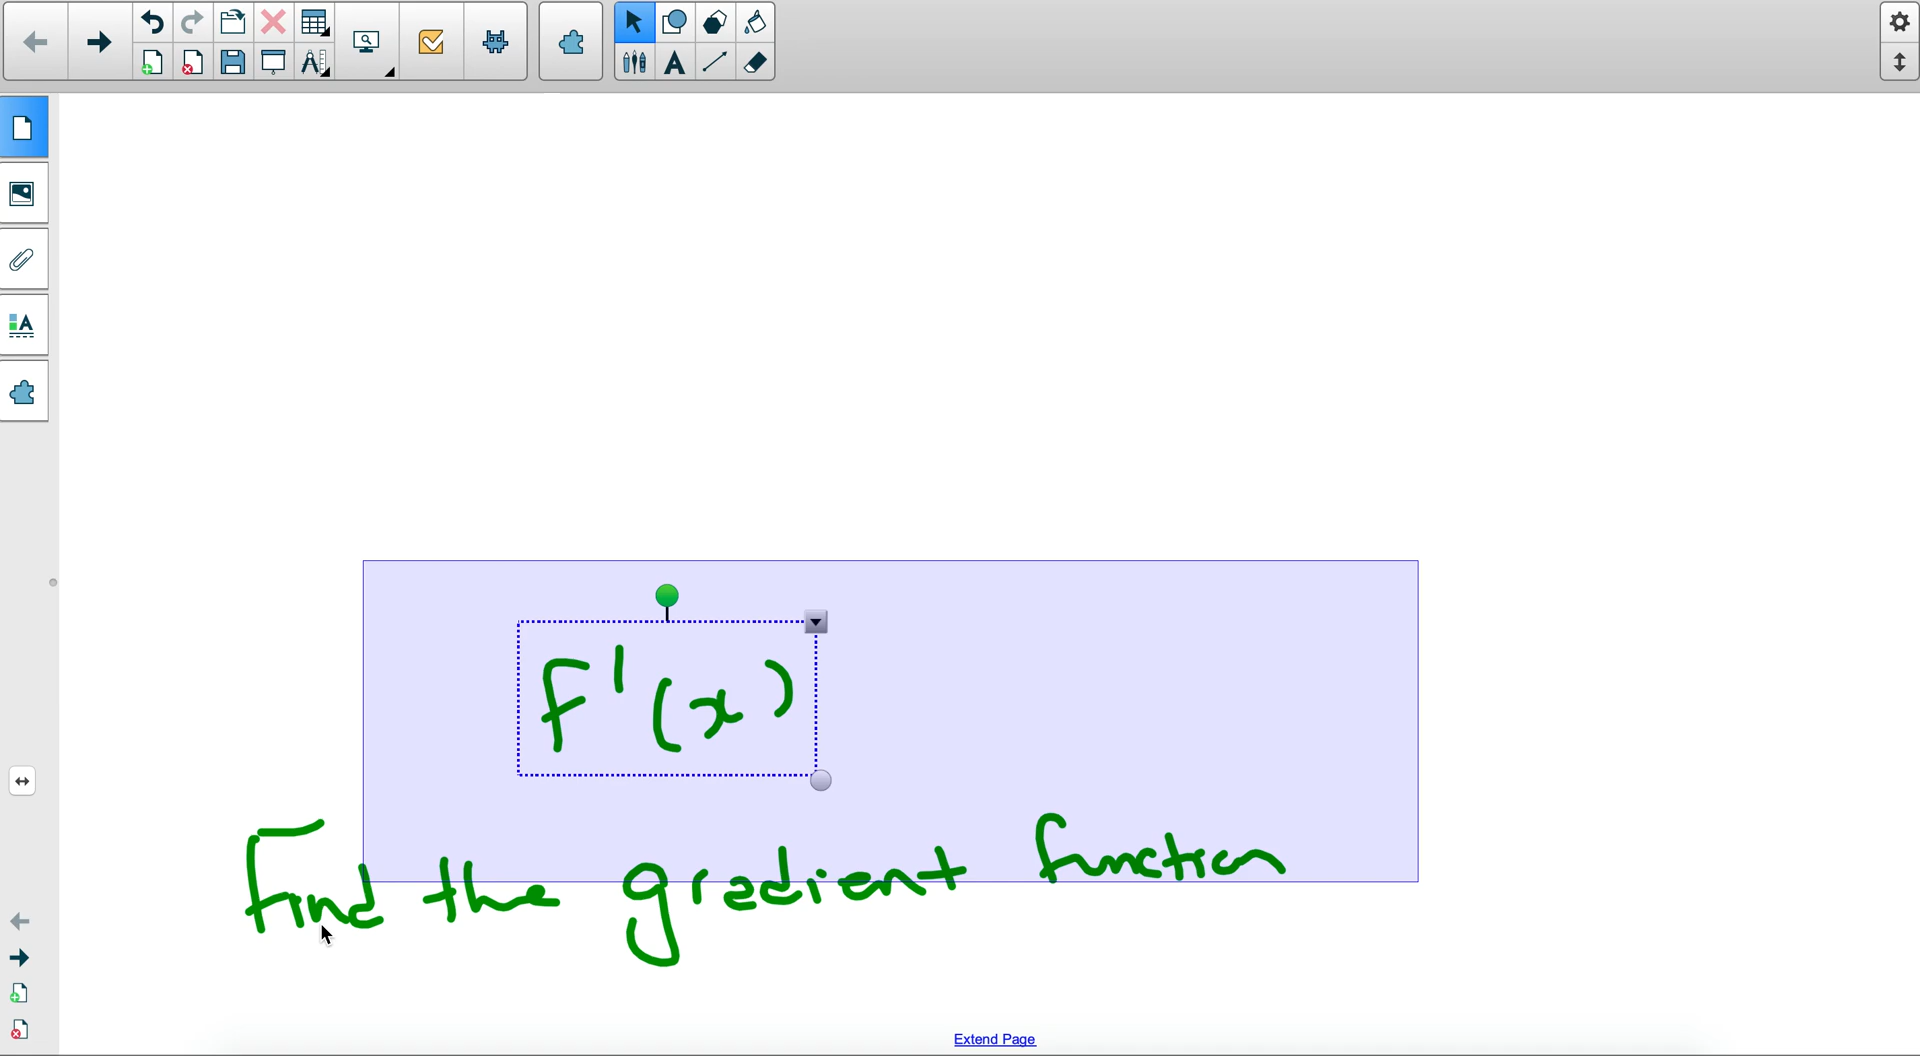 f'(x)
Find the gradient function
Extend Page